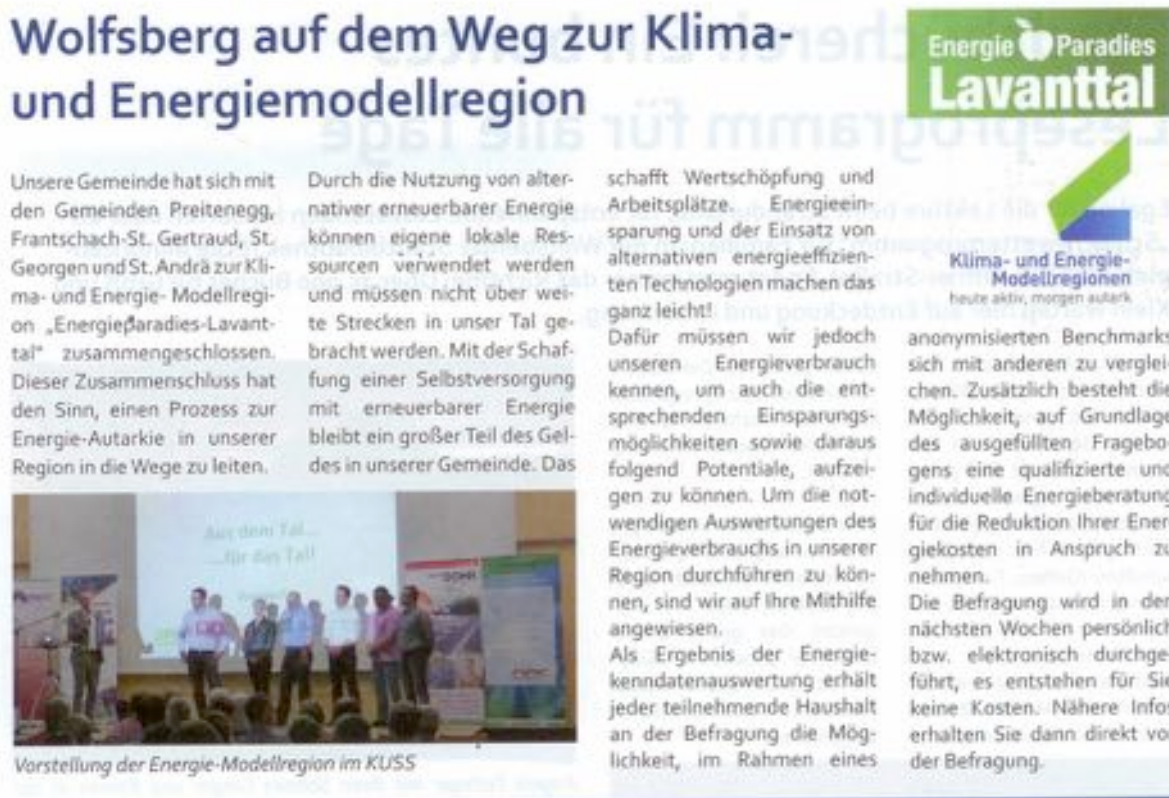 Wolfsberg auf dem Weg zur Klima-
und Energiemodellregion
Energie Paradies
Lavanttal
Unsere Gemeinde hat sich mit
den Gemeinden Preitenegg,
Frantschach-St. Gertraud, St.
Georgen und St. Andrä zur Kli-
ma- und Energie- Modellregi-
on „Energieparadies-Lavant-
tal" zusammengeschlossen.
Dieser Zusammenschluss hat
den Sinn, einen Prozess zur
Energie-Autarkie in unserer
Region in die Wege zu leiten.
Durch die Nutzung von alter-
nativer erneuerbarer Energie
können eigene lokale Res-
sourcen verwendet werden
und müssen nicht über wei-
te Strecken in unser Tal ge-
bracht werden. Mit der Schaf-
fung einer Selbstversorgung
mit erneuerbarer Energie
bleibt ein großer Teil des Gel-
des in unserer Gemeinde. Das
schafft Wertschöpfung und
Arbeitsplätze. Energieein-
sparung und der Einsatz von
alternativen energieeffizien-
ten Technologien machen das
ganz leicht!
Dafür müssen wir jedoch
unseren Energieverbrauch
kennen, um auch die ent-
sprechenden Einsparungs-
möglichkeiten sowie daraus
folgend Potentiale, aufzei-
gen zu können. Um die not-
wendigen Auswertungen des
Energieverbrauchs in unserer
Region durchführen zu kön-
nen, sind wir auf Ihre Mithilfe
angewiesen.
Als Ergebnis der Energie-
kenndatenauswertung erhält
jeder teilnehmende Haushalt
an der Befragung die Mög-
lichkeit, im Rahmen eines
Klima- und Energie-
Modellregionen
heute aktiv, morgen autark
anonymisierten Benchmarks
sich mit anderen zu verglei-
chen. Zusätzlich besteht die
Möglichkeit, auf Grundlage
des ausgefüllten Fragebo-
gens eine qualifizierte und
individuelle Energieberatung
für die Reduktion Ihrer Ener
giekosten in Anspruch zu
nehmen.
Die Befragung wird in den
nächsten Wochen persönlich
bzw. elektronisch durchge-
führt, es entstehen für Sie
keine Kosten. Nähere Infos
erhalten Sie dann direkt vo
der Befragung.
Aus dem Tal...
...für das Tal!
Vorstellung der Energie-Modellregion im KUSS